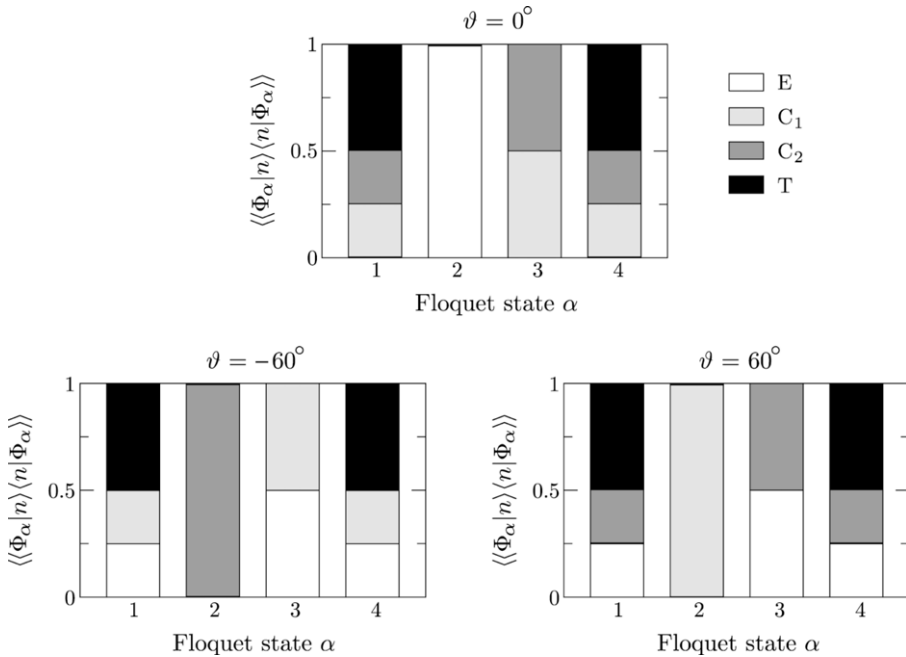 ϑ = 0°
⟨⟨Φα|n⟩⟨n|Φα⟩⟩
1
0.5
0
1 2 3 4
Floquet state α
E
C₁
C₂
T
ϑ = −60°
⟨⟨Φα|n⟩⟨n|Φα⟩⟩
1
0.5
0
1 2 3 4
Floquet state α
ϑ = 60°
⟨⟨Φα|n⟩⟨n|Φα⟩⟩
1
0.5
0
1 2 3 4
Floquet state α